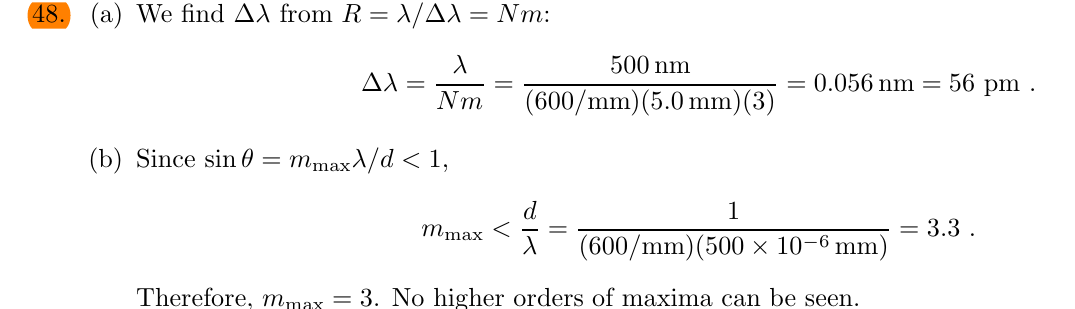 48. (a) We find Δλ from R = λ/Δλ = Nm:
Δλ = λ/Nm = 500 nm/(600/mm)(5.0 mm)(3) = 0.056 nm = 56 pm .
(b) Since sin θ = m_max λ/d < 1,
m_max < d/λ = 1/(600/mm)(500 × 10⁻⁶ mm) = 3.3 .
Therefore, m_max = 3. No higher orders of maxima can be seen.